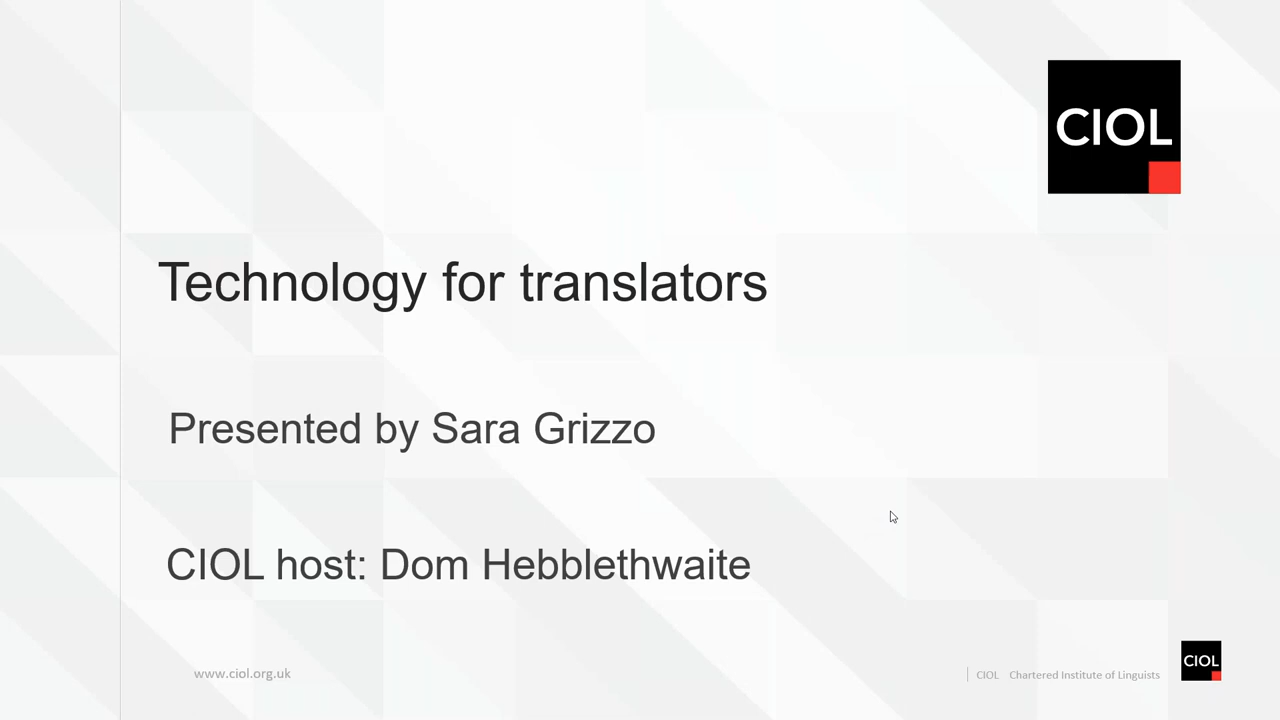 CIOL
Technology for translators
Presented by Sara Grizzo
CIOL host: Dom Hebblethwaite
www.ciol.org.uk
CIOL Chartered Institute of Linguists
CIOL